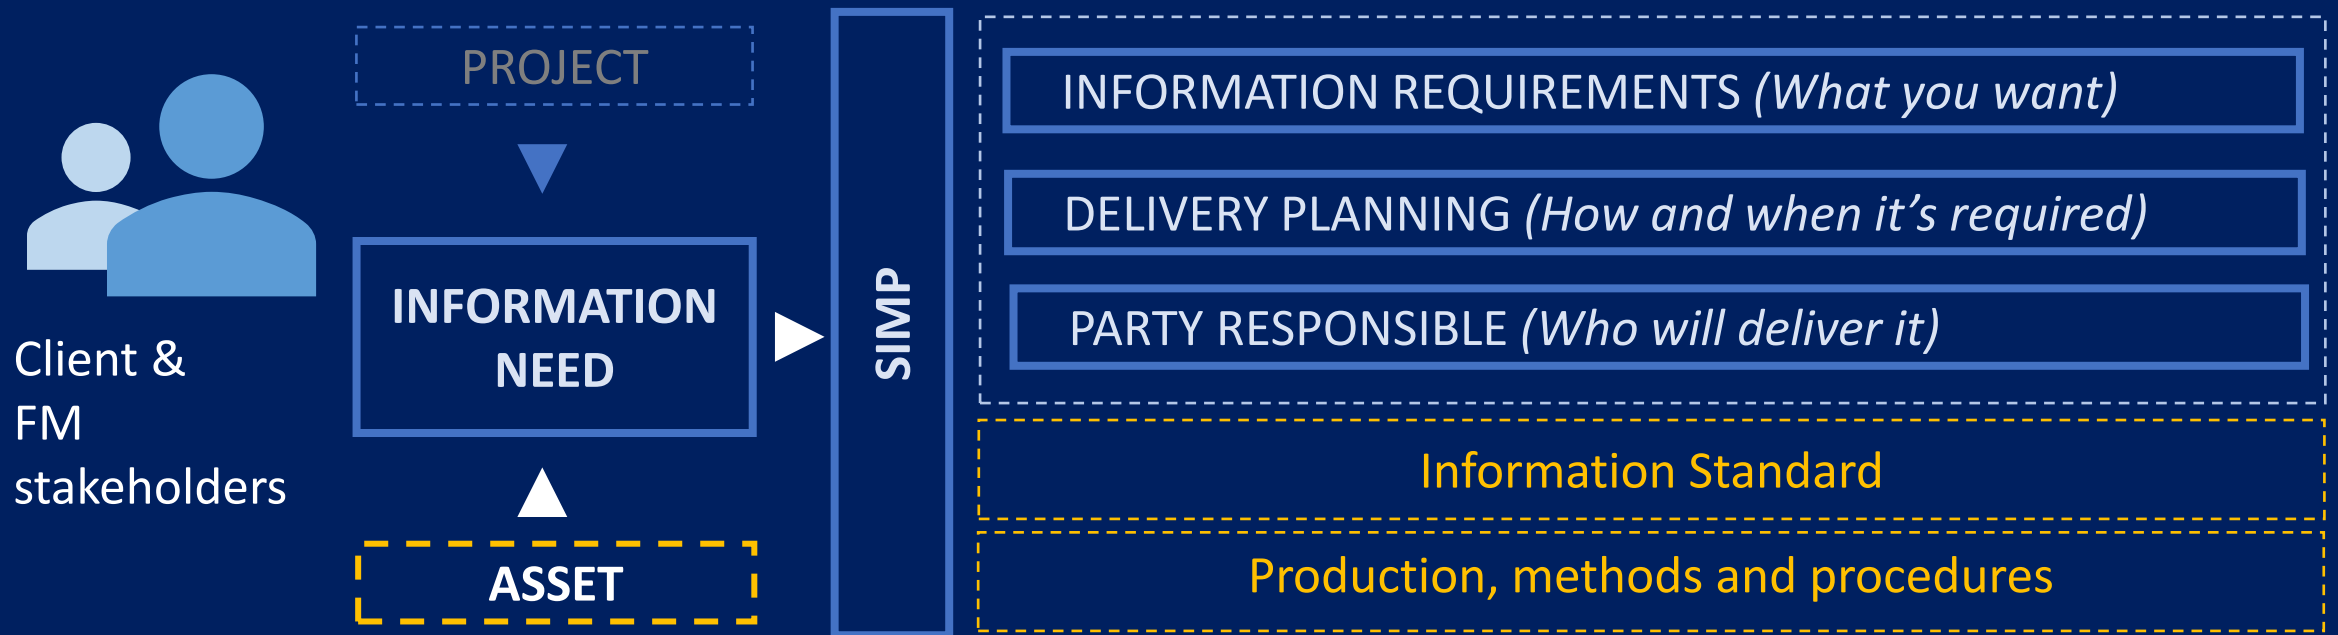 Client &
FM
stakeholders
PROJECT
INFORMATION
NEED
ASSET
SIMP
INFORMATION REQUIREMENTS (What you want)
DELIVERY PLANNING (How and when it’s required)
PARTY RESPONSIBLE (Who will deliver it)
Information Standard
Production, methods and procedures